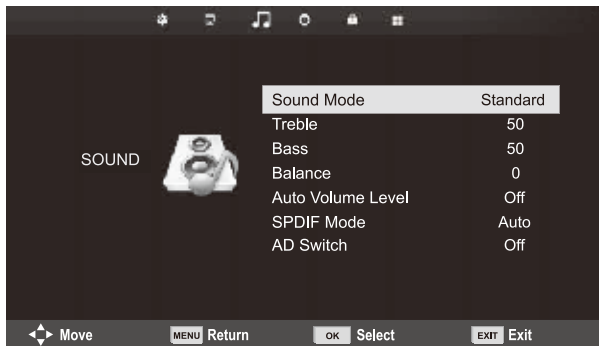 SOUND
Sound Mode Standard
Treble 50
Bass 50
Balance 0
Auto Volume Level Off
SPDIF Mode Auto
AD Switch Off
Move MENU Return OK Select EXIT Exit